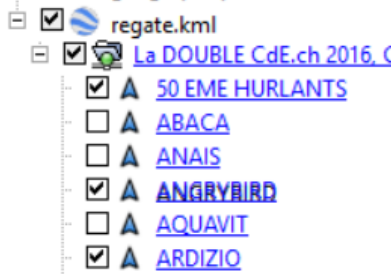 regate.kml
La DOUBLE CdE.ch 2016,
50 EME HURLANTS
ABACA
ANAIS
ANGRYBIRD
AQUAVIT
ARDIZIO